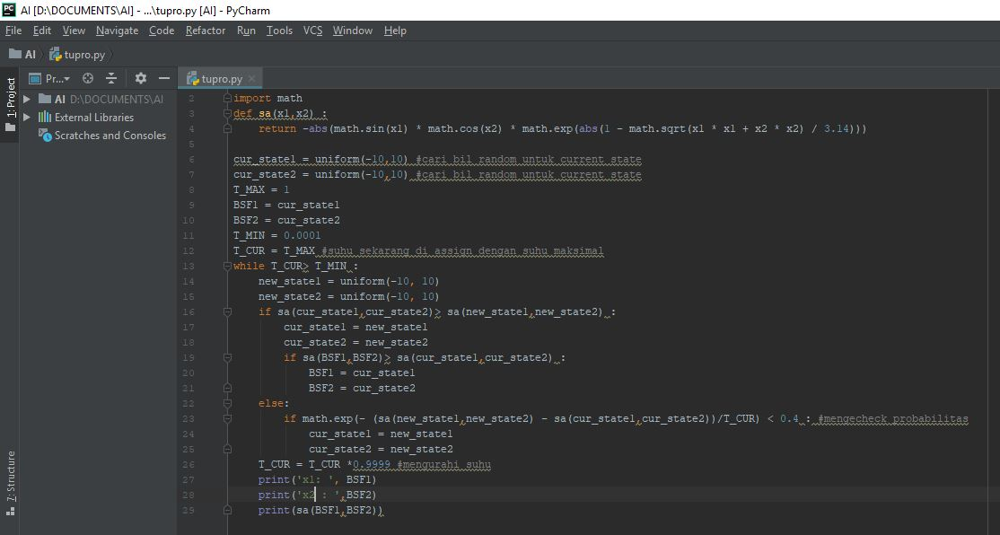 PC AI [D:\DOCUMENTS\AI] - ...\tupro.py [AI] - PyCharm
File Edit View Navigate Code Refactor Run Tools VCS Window Help
AI tupro.py
1: Project
Pr...
tupro.py
AI D:\DOCUMENTS\AI
External Libraries
Scratches and Consoles
7: Structure
2 import math
3 def sa(x1,x2) :
4     return -abs(math.sin(x1) * math.cos(x2) * math.exp(abs(1 - math.sqrt(x1 * x1 + x2 * x2) / 3.14)))
5
6 cur_state1 = uniform(-10,10) #cari bil random untuk current state
7 cur_state2 = uniform(-10,10) #cari bil random untuk current state
8 T_MAX = 1
9 BSF1 = cur_state1
10 BSF2 = cur_state2
11 T_MIN = 0.0001
12 T_CUR = T_MAX #suhu sekarang di assign dengan suhu maksimal
13 while T_CUR> T_MIN :
14     new_state1 = uniform(-10, 10)
15     new_state2 = uniform(-10, 10)
16     if sa(cur_state1,cur_state2)> sa(new_state1,new_state2) :
17         cur_state1 = new_state1
18         cur_state2 = new_state2
19         if sa(BSF1,BSF2)> sa(cur_state1,cur_state2) :
20             BSF1 = cur_state1
21             BSF2 = cur_state2
22     else:
23         if math.exp(- (sa(new_state1,new_state2) - sa(cur_state1,cur_state2))/T_CUR) < 0.4 : #mengecheck probabilitas
24             cur_state1 = new_state1
25             cur_state2 = new_state2
26     T_CUR = T_CUR *0.9999 #mengurahi suhu
27     print('x1: ', BSF1)
28     print('x2 : ',BSF2)
29     print(sa(BSF1,BSF2))